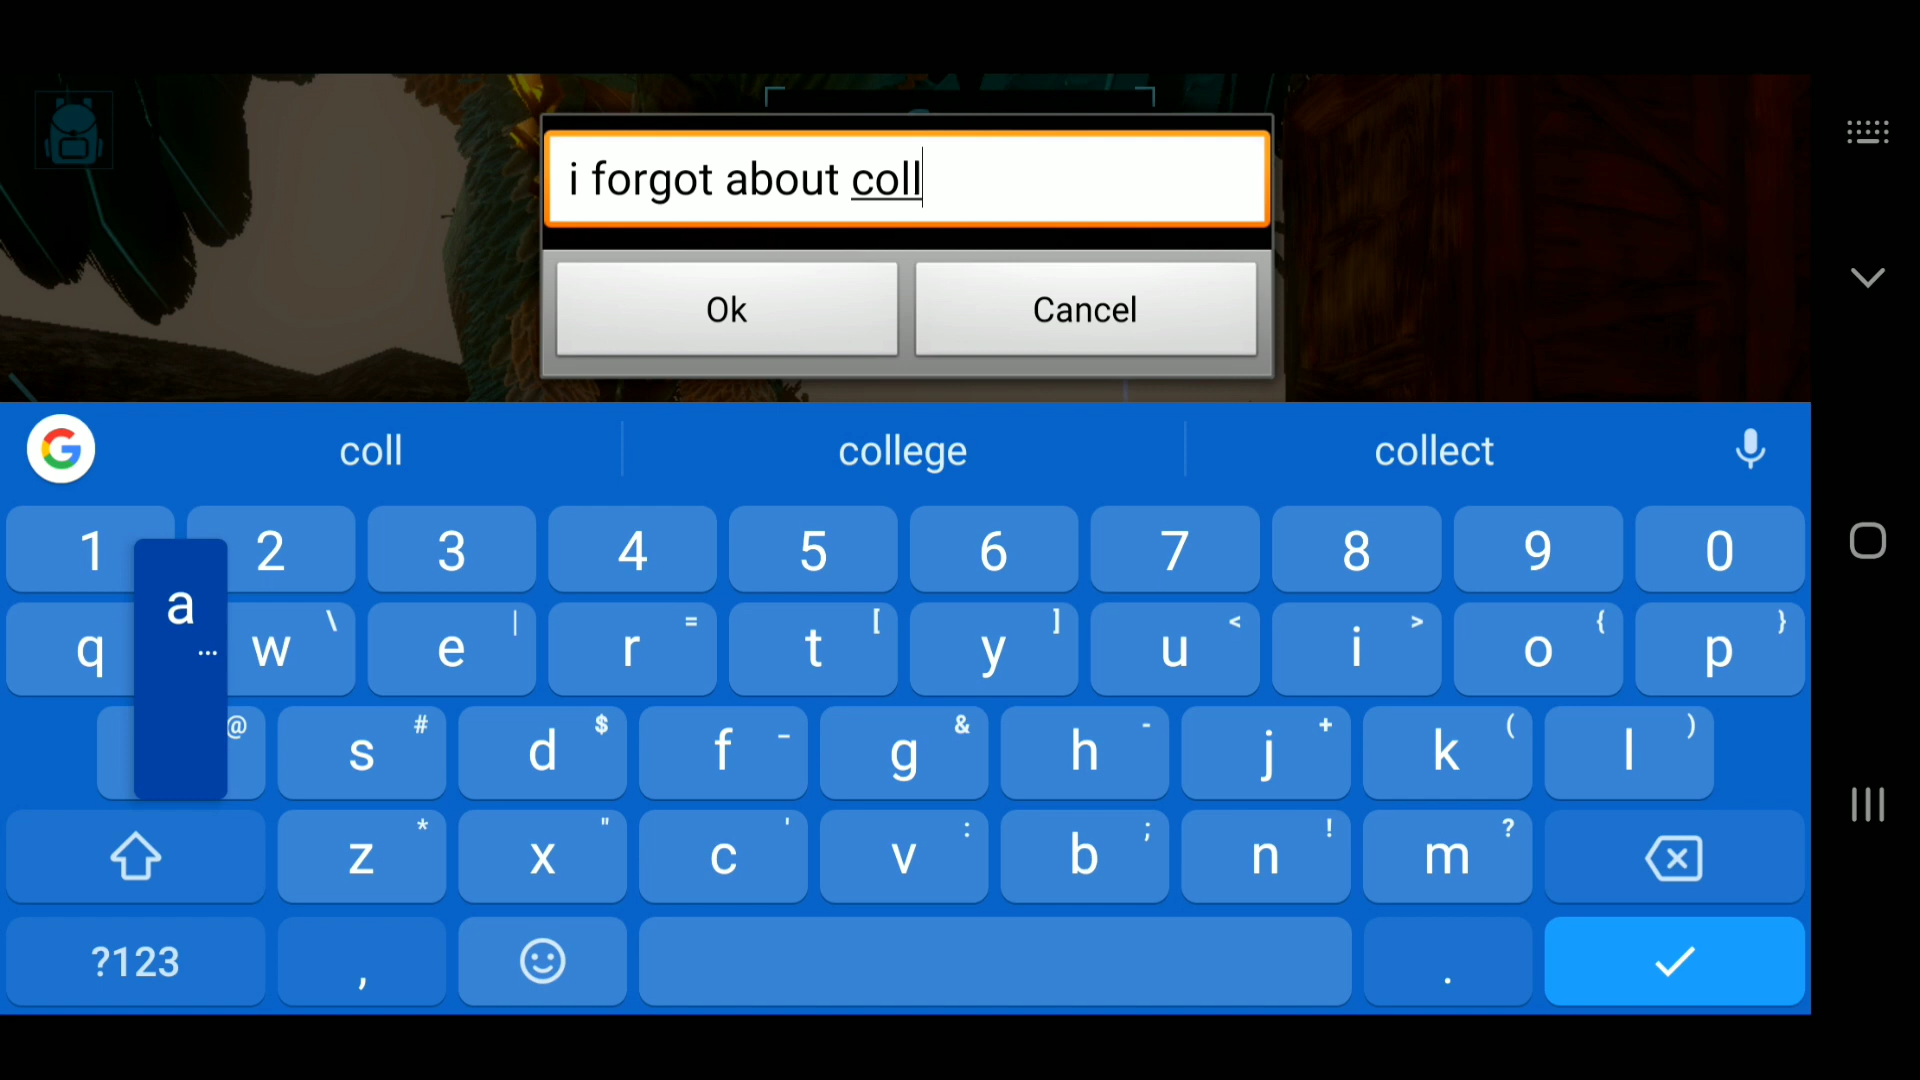 i forgot about coll
Ok Cancel
G coll college collect
1 2 3 4 5 6 7 8 9 0
a
q w \ e | r = t [ y ] u < i > o { p }
@ s # d $ f _ g & h - j + k ( l )
z * x " c ' v : b ; n ! m ?
?123 , .